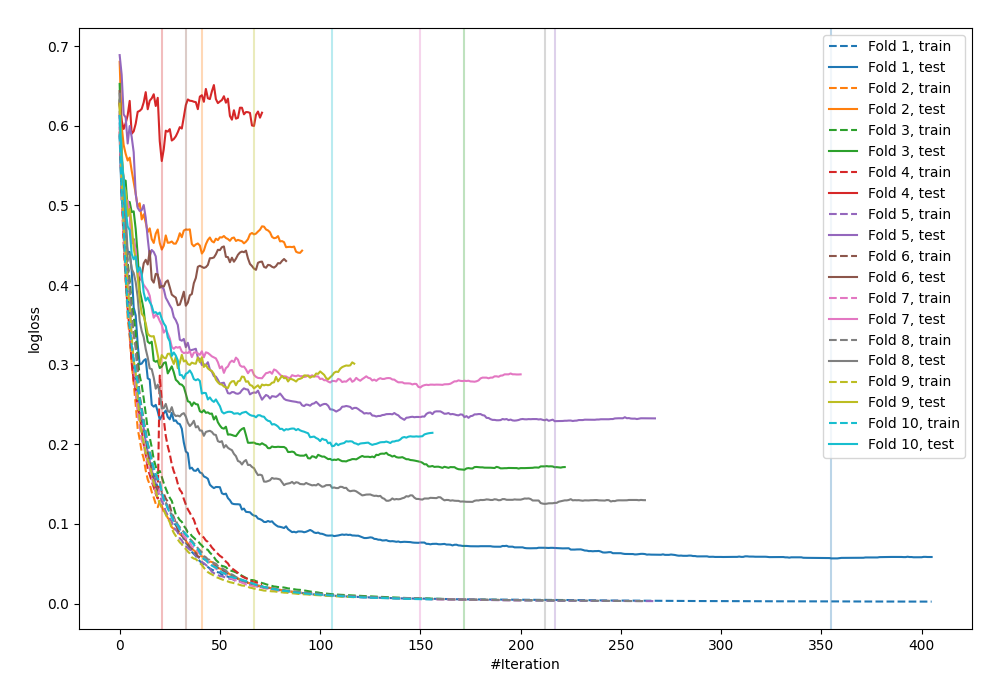 0.7
0.6
0.5
0.4
0.3
0.2
0.1
0.0
logloss
0
50
100
150
200
250
300
350
400
#Iteration
Fold 1, train
Fold 1, test
Fold 2, train
Fold 2, test
Fold 3, train
Fold 3, test
Fold 4, train
Fold 4, test
Fold 5, train
Fold 5, test
Fold 6, train
Fold 6, test
Fold 7, train
Fold 7, test
Fold 8, train
Fold 8, test
Fold 9, train
Fold 9, test
Fold 10, train
Fold 10, test